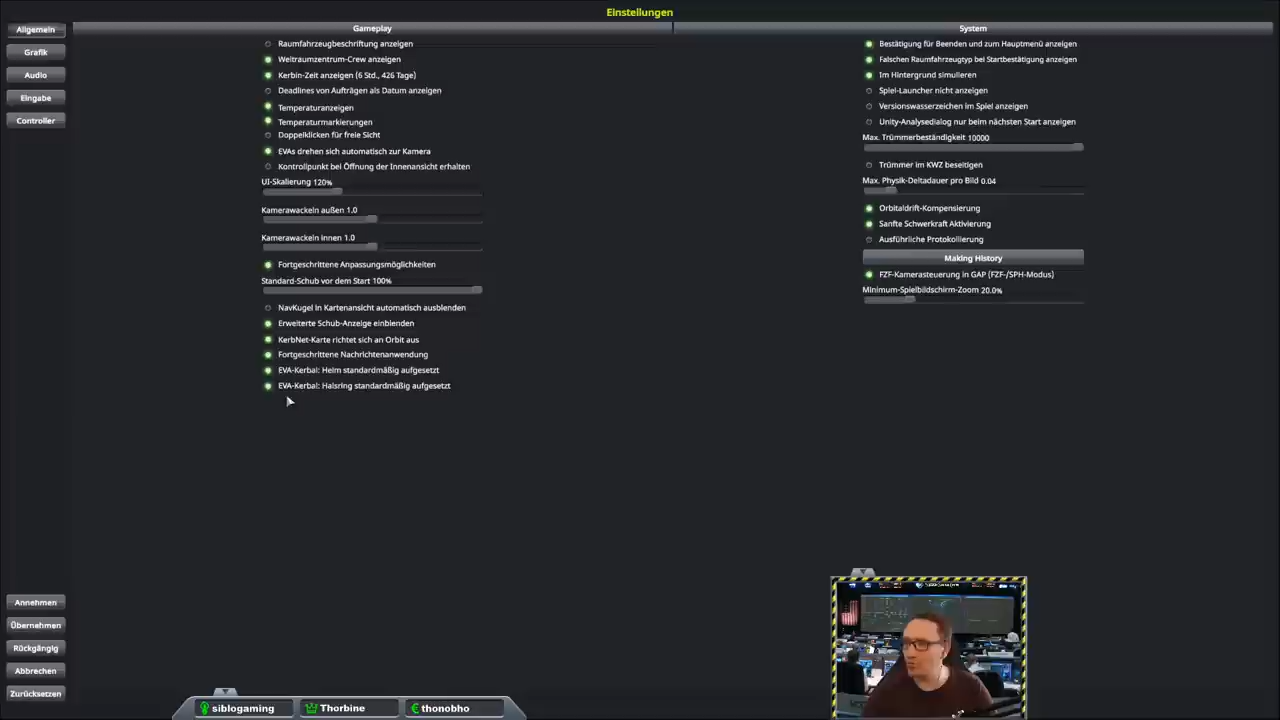 Einstellungen
Allgemein
Grafik
Audio
Eingabe
Controller
Gameplay
Raumfahrzeugbeschriftung anzeigen
Weltraumzentrum-Crew anzeigen
Kerbin-Zeit anzeigen (6 Std., 426 Tage)
Deadlines von Aufträgen als Datum anzeigen
Temperaturanzeigen
Temperaturmarkierungen
Doppelklicken für freie Sicht
EVAs drehen sich automatisch zur Kamera
Kontrollpunkt bei Öffnung der Innenansicht erhalten
UI-Skalierung 120%
Kamerawackeln außen 1.0
Kamerawackeln innen 1.0
Fortgeschrittene Anpassungsmöglichkeiten
Standard-Schub vor dem Start 100%
NavKugel in Kartenansicht automatisch ausblenden
Erweiterte Schub-Anzeige einblenden
KerbNet-Karte richtet sich an Orbit aus
Fortgeschrittene Nachrichtenanwendung
EVA-Kerbal: Helm standardmäßig aufgesetzt
EVA-Kerbal: Halsring standardmäßig aufgesetzt
System
Bestätigung für Beenden und zum Hauptmenü anzeigen
Falschen Raumfahrzeugtyp bei Startbestätigung anzeigen
Im Hintergrund simulieren
Spiel-Launcher nicht anzeigen
Versionswasserzeichen im Spiel anzeigen
Unity-Analysedialog nur beim nächsten Start anzeigen
Max. Trümmerbeständigkeit 10000
Trümmer im KWZ beseitigen
Max. Physik-Deltadauer pro Bild 0.04
Orbitaldrift-Kompensierung
Sanfte Schwerkraft Aktivierung
Ausführliche Protokollierung
Making History
FZF-Kamerasteuerung in GAP (FZF-/SPH-Modus)
Minimum-Spielbildschirm-Zoom 20.0%
Annehmen
Übernehmen
Rückgängig
Abbrechen
Zurücksetzen
siblogaming
Thorbine
thonobho